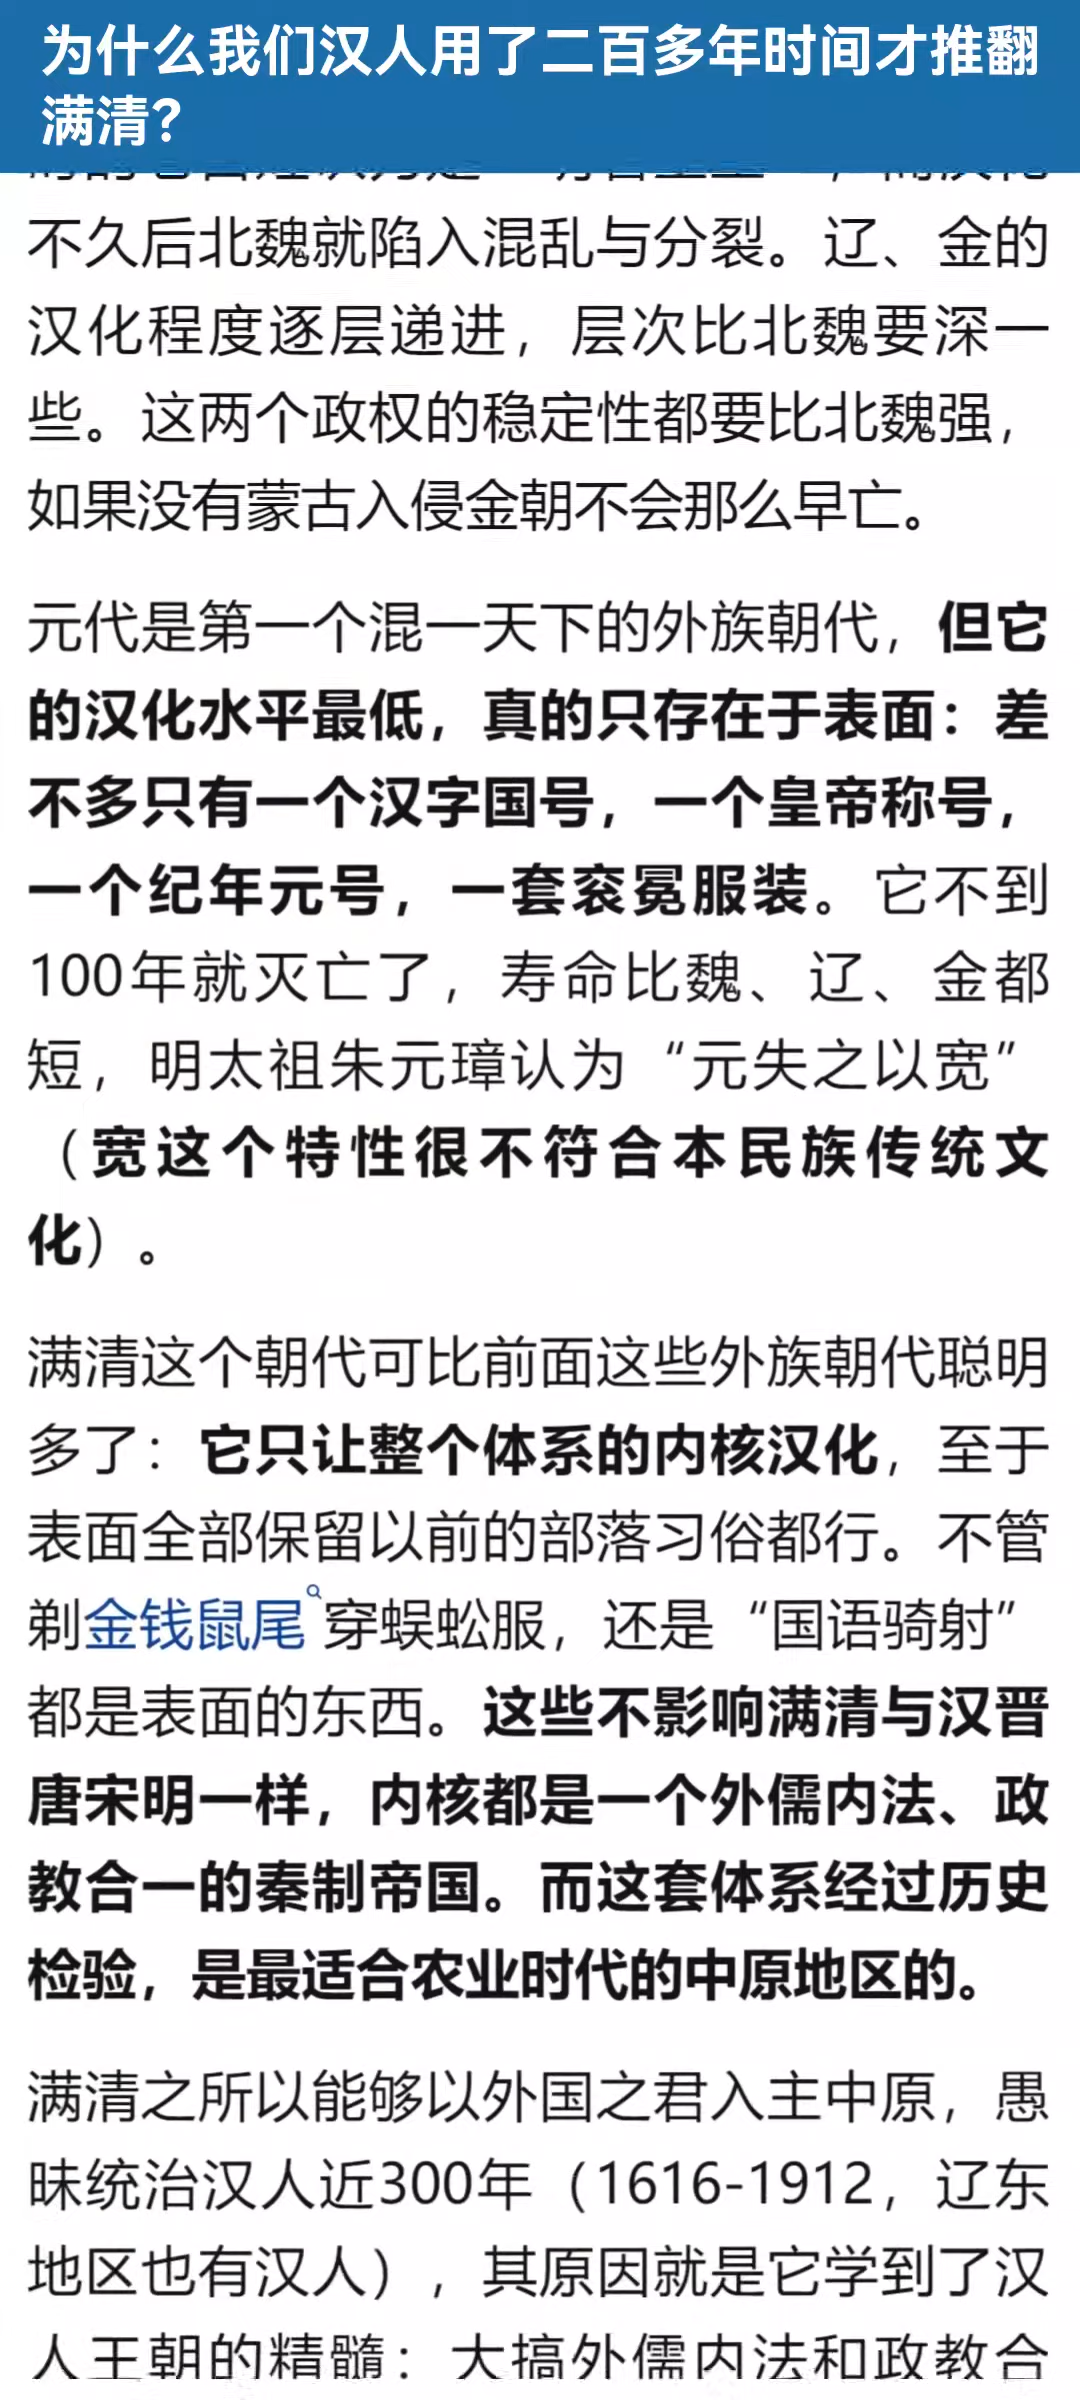 为什么我们汉人用了二百多年时间才推翻
满清？
不久后北魏就陷入混乱与分裂。辽、金的
汉化程度逐层递进，层次比北魏要深一
些。这两个政权的稳定性都要比北魏强，
如果没有蒙古入侵金朝不会那么早亡。
元代是第一个混一天下的外族朝代，但它
的汉化水平最低，真的只存在于表面：差
不多只有一个汉字国号，一个皇帝称号，
一个纪年元号，一套衮冕服装。它不到
100年就灭亡了，寿命比魏、辽、金都
短，明太祖朱元璋认为“元失之以宽”
（宽这个特性很不符合本民族传统文
化）。
满清这个朝代可比前面这些外族朝代聪明
多了：它只让整个体系的内核汉化，至于
表面全部保留以前的部落习俗都行。不管
剃金钱鼠尾穿蜈蚣服，还是“国语骑射”
都是表面的东西。这些不影响满清与汉晋
唐宋明一样，内核都是一个外儒内法、政
教合一的秦制帝国。而这套体系经过历史
检验，是最适合农业时代的中原地区的。
满清之所以能够以外国之君入主中原，愚
昧统治汉人近300年（1616-1912，辽东
地区也有汉人），其原因就是它学到了汉
人王朝的精髓：大搞外儒内法和政教合